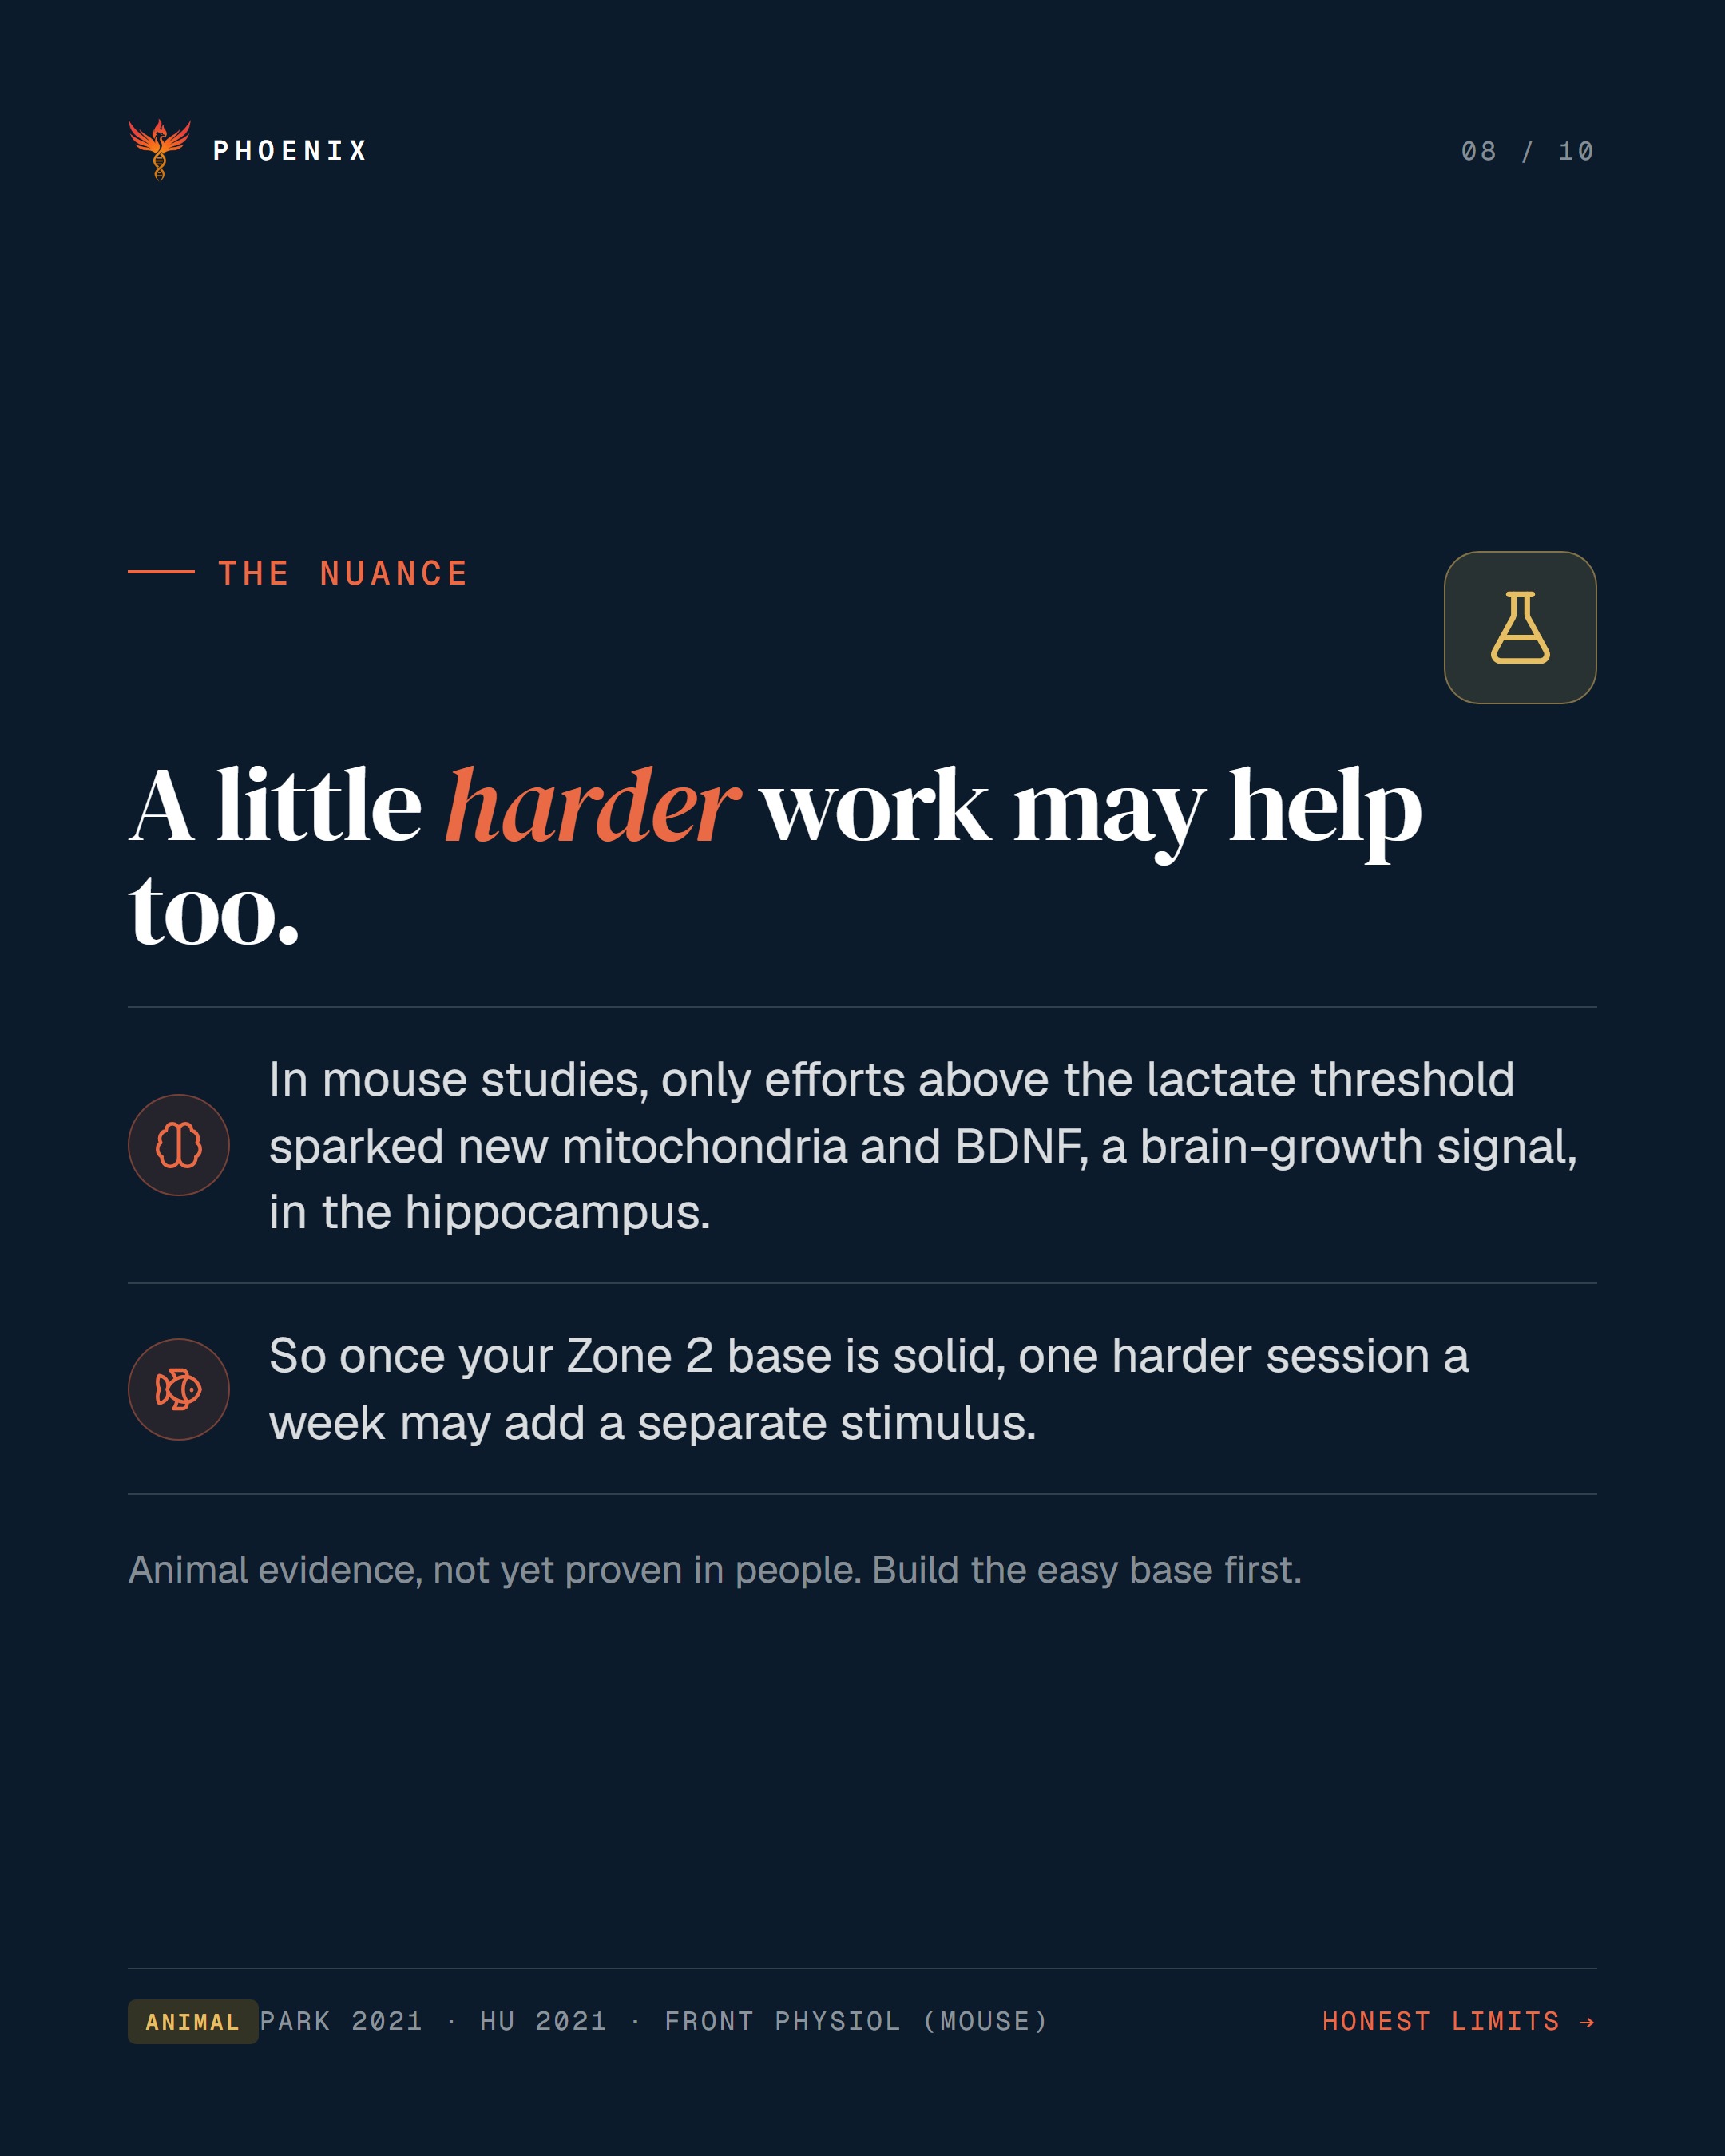 PHOENIX
08 / 10
THE NUANCE
A little harder work may help
too.
In mouse studies, only efforts above the lactate threshold
sparked new mitochondria and BDNF, a brain-growth signal,
in the hippocampus.
So once your Zone 2 base is solid, one harder session a
week may add a separate stimulus.
Animal evidence, not yet proven in people. Build the easy base first.
ANIMAL PARK 2021 · HU 2021 · FRONT PHYSIOL (MOUSE)
HONEST LIMITS →